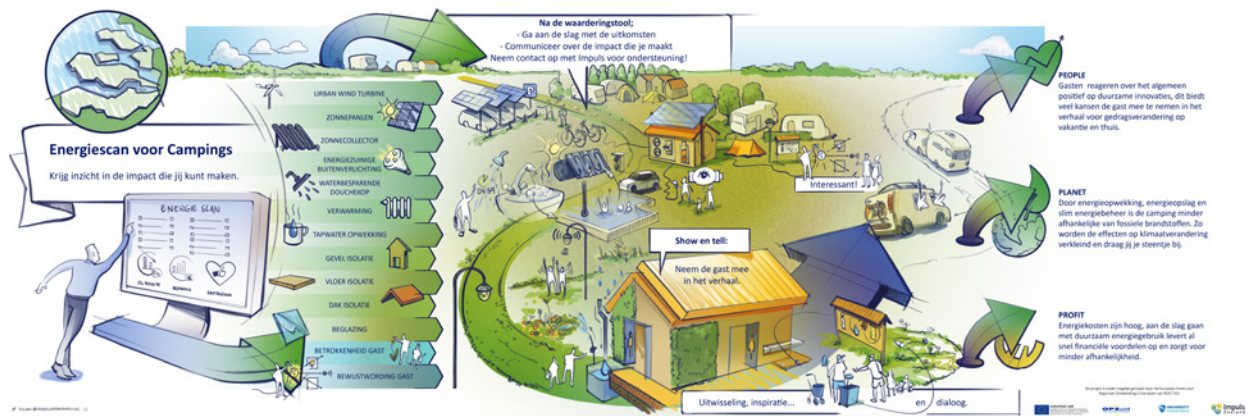 Na de waarderingstool;
- Ga aan de slag met de uitkomsten
- Communiceer over de impact die je maakt
Neem contact op met Impuls voor ondersteuning!
Energiescan voor Campings
Krijg inzicht in de impact die jij kunt maken.
ENERGIE SCAN
URBAN WIND TURBINE
ZONNEPANLEN
ZONNECOLLECTOR
ENERGIEZUINIGE
BUITENVERLICHTING
WATERBESPARENDE
DOUCHEKOP
VERWARMING
TAPWATER OPWEKKING
GEVEL ISOLATIE
VLOER ISOLATIE
DAK ISOLATIE
BEGLAZING
BETROKKENHEID GAST
BEWUSTWORDING GAST
Interessant!
Show en tell:
Neem de gast mee
in het verhaal.
Uitwisseling, inspiratie...
en dialoog.
PEOPLE
Gasten reageren over het algemeen
positief op duurzame innovaties, dit biedt
veel kansen de gast mee te nemen in het
verhaal voor gedragsverandering op
vakantie en thuis.
PLANET
Door energieopwekking, energieopslag en
slim energiebeheer is de camping minder
afhankelijke van fossiele brandstoffen. Zo
worden de effecten op klimaatverandering
verkleind en draag jij je steentje bij.
PROFIT
Energiekosten zijn hoog, aan de slag gaan
met duurzaam energiegebruik levert al
snel financiële voordelen op en zorgt voor
minder afhankelijkheid.
EUROPESE UNIE
OPZuid
UNIVERSITY
Impuls